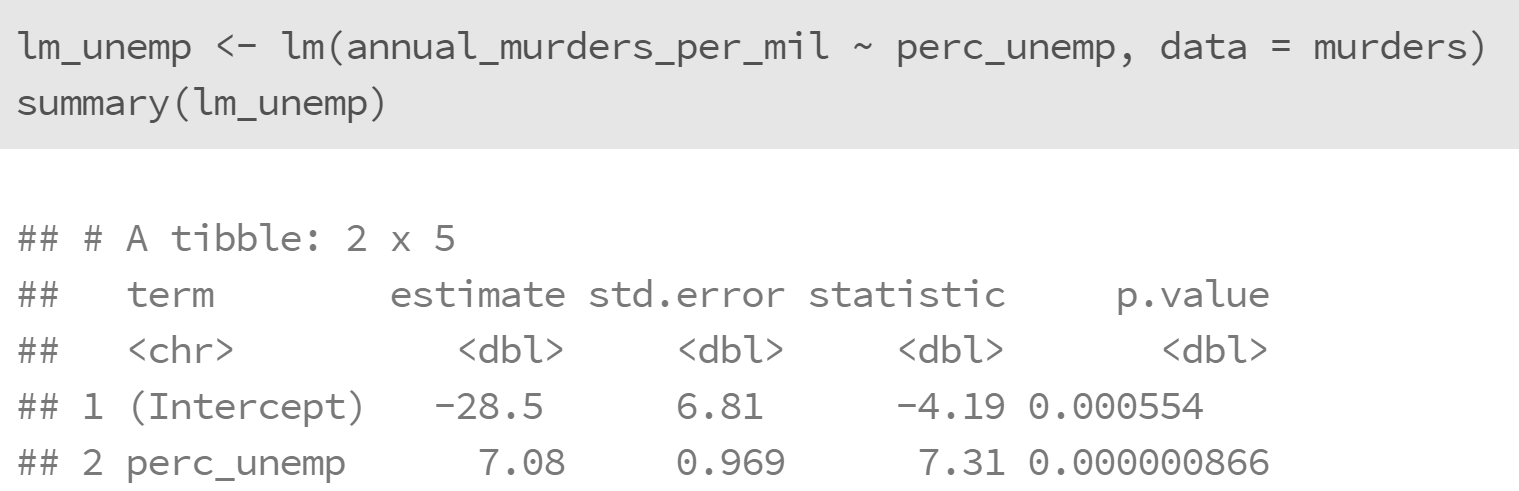 lm_unemp <- lm(annual_murders_per_mil ~ perc_unemp, data = murders)
summary(lm_unemp)
## # A tibble: 2 x 5
##   term        estimate std.error statistic     p.value
##   <chr>          <dbl>     <dbl>     <dbl>       <dbl>
## 1 (Intercept)   -28.5      6.81      -4.19 0.000554
## 2 perc_unemp      7.08     0.969      7.31 0.000000866